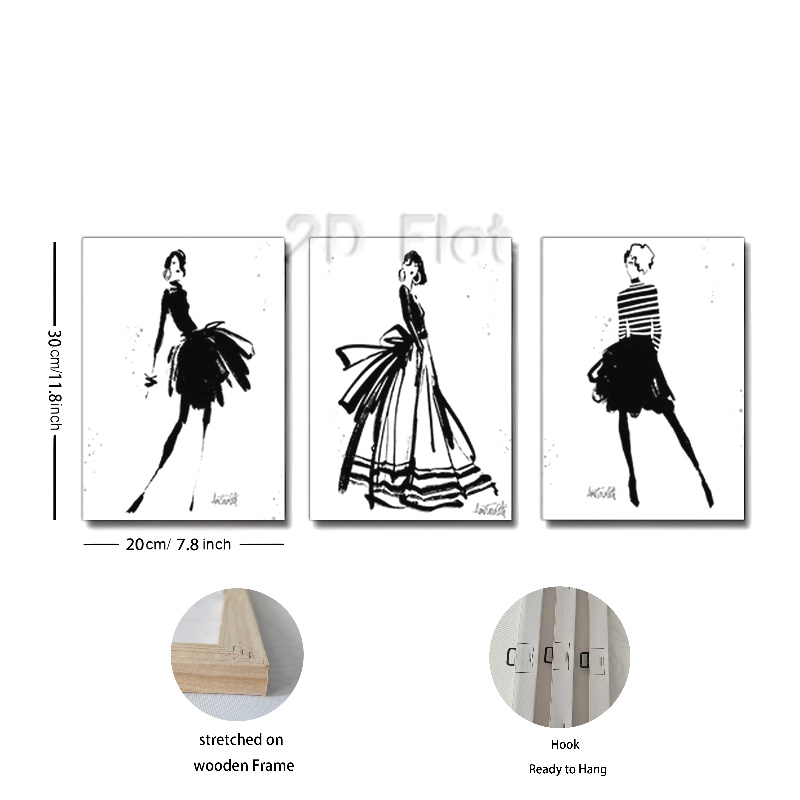 2D Flat
30cm/11.8inch
20cm/ 7.8 inch
stretched on
wooden Frame
Hook
Ready to Hang